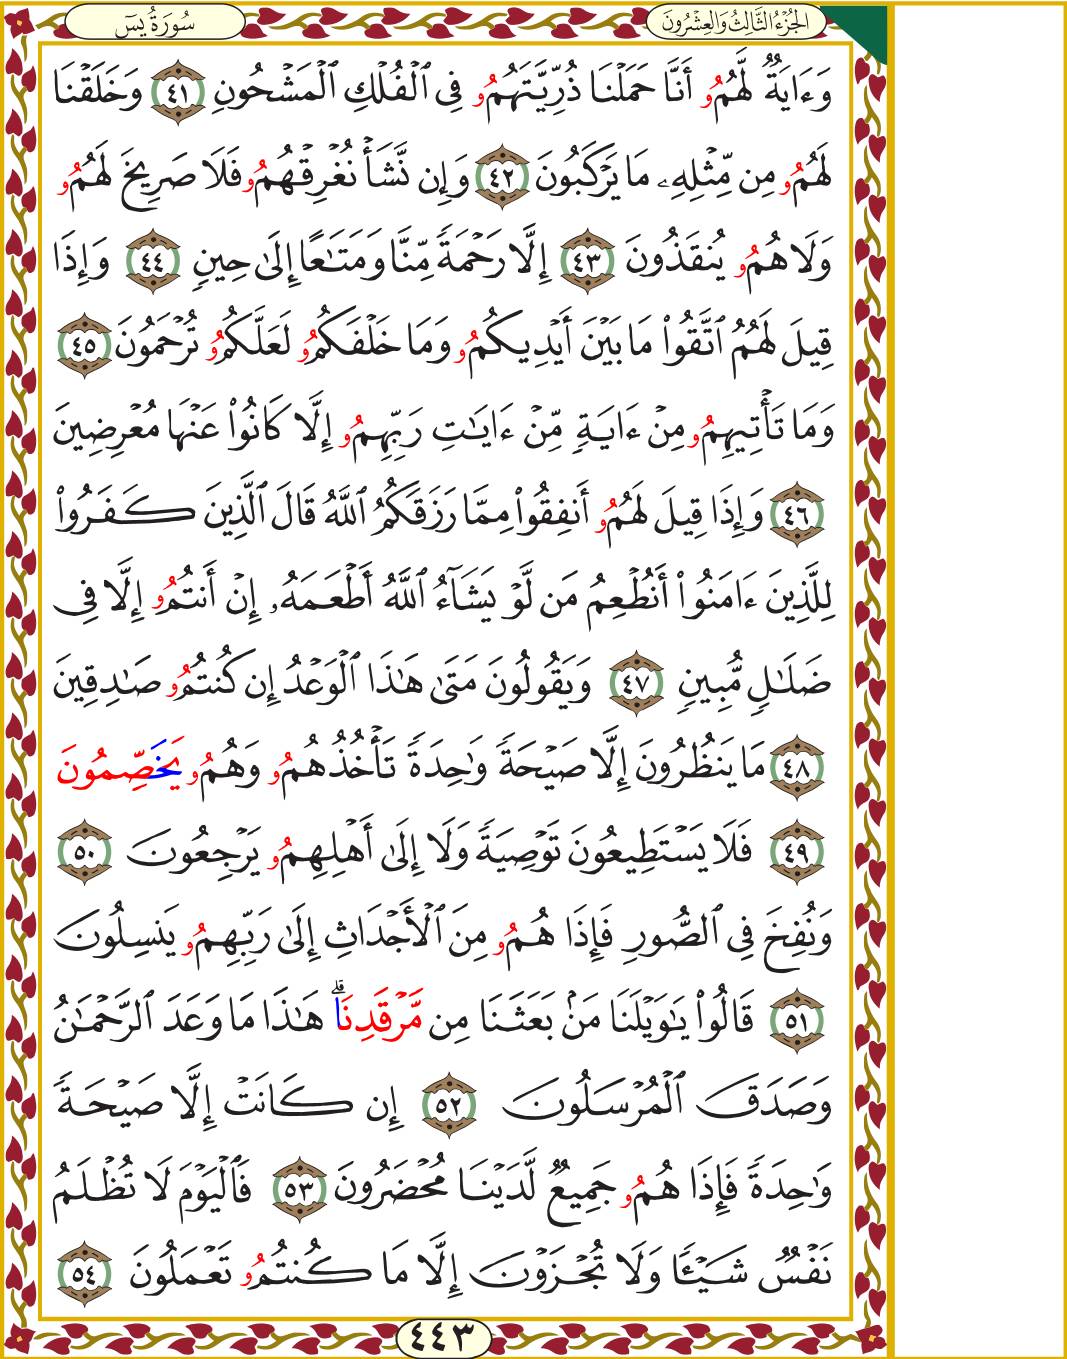 الجُزْءُ الثَّالِثُ وَالعِشْرُونَ
سُورَةُ يسٓ
وَءَايَةٌ لَّهُمُۥ أَنَّا حَمَلْنَا ذُرِّيَّتَهُمُۥ فِى ٱلْفُلْكِ ٱلْمَشْحُونِ ٤١ وَخَلَقْنَا
لَهُمُۥ مِن مِّثْلِهِۦ مَا يَرْكَبُونَ ٤٢ وَإِن نَّشَأْ نُغْرِقْهُمُۥ فَلَا صَرِيخَ لَهُمُۥ
وَلَا هُمُۥ يُنقَذُونَ ٤٣ إِلَّا رَحْمَةً مِّنَّا وَمَتَـٰعًا إِلَىٰ حِينٍ ٤٤ وَإِذَا
قِيلَ لَهُمُ ٱتَّقُوا۟ مَا بَيْنَ أَيْدِيكُمُۥ وَمَا خَلْفَكُمُۥ لَعَلَّكُمُۥ تُرْحَمُونَ ٤٥
وَمَا تَأْتِيهِمُۥ مِنْ ءَايَةٍ مِّنْ ءَايَـٰتِ رَبِّهِمُۥ إِلَّا كَانُوا۟ عَنْهَا مُعْرِضِينَ
٤٦ وَإِذَا قِيلَ لَهُمُۥ أَنفِقُوا۟ مِمَّا رَزَقَكُمُ ٱللَّهُ قَالَ ٱلَّذِينَ كَفَرُوا۟
لِلَّذِينَ ءَامَنُوٓا۟ أَنُطْعِمُ مَن لَّوْ يَشَآءُ ٱللَّهُ أَطْعَمَهُۥ إِنْ أَنتُمُۥ إِلَّا فِى
ضَلَـٰلٍ مُّبِينٍ ٤٧ وَيَقُولُونَ مَتَىٰ هَـٰذَا ٱلْوَعْدُ إِن كُنتُمُۥ صَـٰدِقِينَ
٤٨ مَا يَنظُرُونَ إِلَّا صَيْحَةً وَٰحِدَةً تَأْخُذُهُمُۥ وَهُمُۥ يَخَصِّمُونَ
٤٩ فَلَا يَسْتَطِيعُونَ تَوْصِيَةً وَلَا إِلَىٰ أَهْلِهِمُۥ يَرْجِعُونَ ٥٠
وَنُفِخَ فِى ٱلصُّورِ فَإِذَا هُمُۥ مِنَ ٱلْأَجْدَاثِ إِلَىٰ رَبِّهِمُۥ يَنسِلُونَ
٥١ قَالُوا۟ يَـٰوَيْلَنَا مَنۢ بَعَثَنَا مِن مَّرْقَدِنَا ۗ هَـٰذَا مَا وَعَدَ ٱلرَّحْمَـٰنُ
وَصَدَقَ ٱلْمُرْسَلُونَ ٥٢ إِن كَانَتْ إِلَّا صَيْحَةً
وَٰحِدَةً فَإِذَا هُمُۥ جَمِيعٌ لَّدَيْنَا مُحْضَرُونَ ٥٣ فَٱلْيَوْمَ لَا تُظْلَمُ
نَفْسٌ شَيْـًٔا وَلَا تُجْزَوْنَ إِلَّا مَا كُنتُمُۥ تَعْمَلُونَ ٥٤
٤٤٣